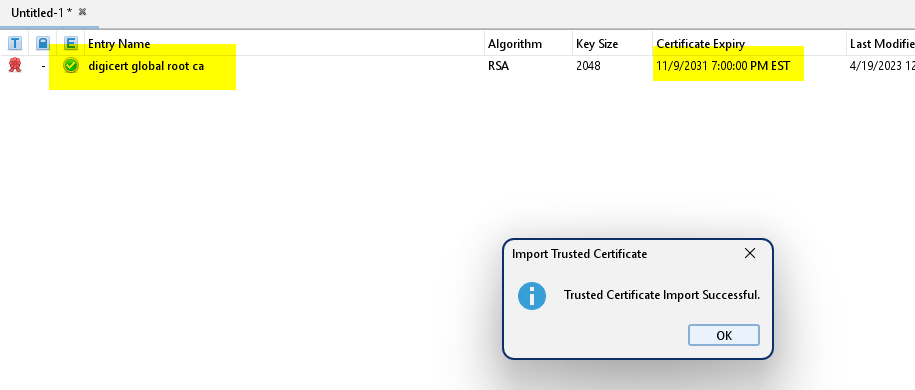 Untitled-1 *
T E Entry Name Algorithm Key Size Certificate Expiry Last Modifie
- digicert global root ca RSA 2048 11/9/2031 7:00:00 PM EST 4/19/2023 12
Import Trusted Certificate
Trusted Certificate Import Successful.
OK